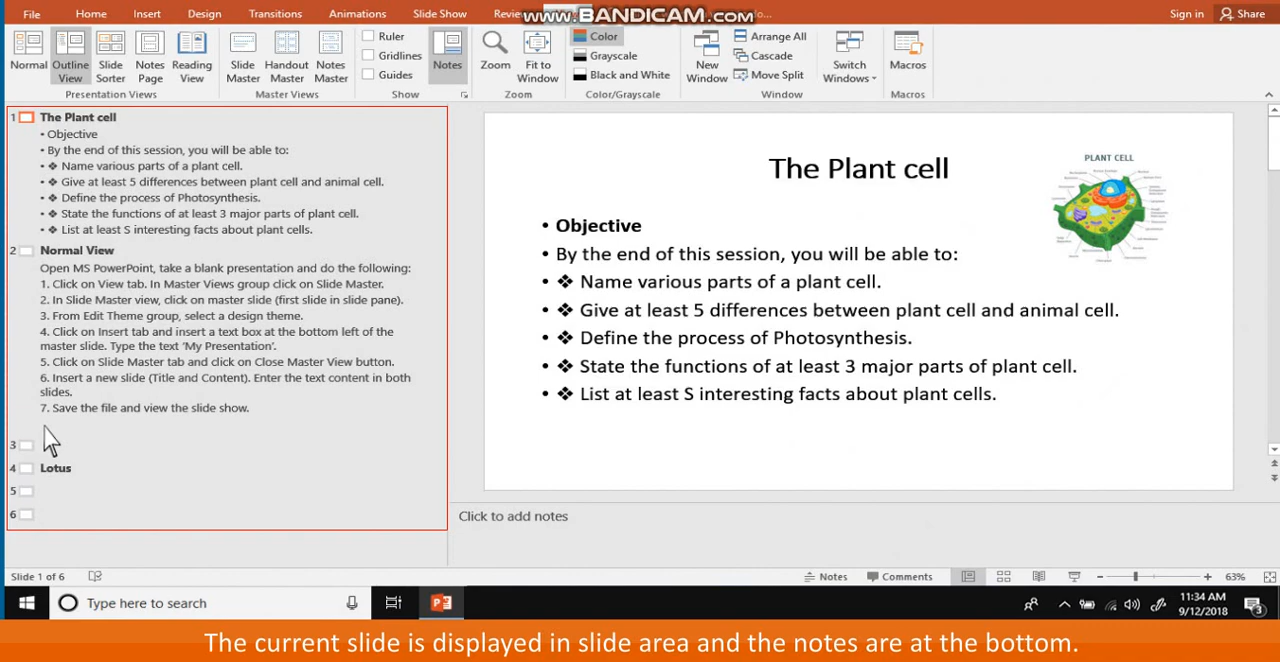 File Home Insert Design Transitions Animations Slide Show Revie
www.BANDICAM.com
Sign in Share
Normal Outline View Slide Sorter Notes Page Reading View
Presentation Views
Slide Master Handout Master Notes Master
Master Views
Ruler
Gridlines
Guides
Show
Notes
Zoom Fit to Window
Zoom
Color
Grayscale
Black and White
Color/Grayscale
New Window
Arrange All
Cascade
Move Split
Switch Windows
Window
Macros
Macros
1 The Plant cell
• Objective
• By the end of this session, you will be able to:
• ❖ Name various parts of a plant cell.
• ❖ Give at least 5 differences between plant cell and animal cell.
• ❖ Define the process of Photosynthesis.
• ❖ State the functions of at least 3 major parts of plant cell.
• ❖ List at least S interesting facts about plant cells.
2 Normal View
Open MS PowerPoint, take a blank presentation and do the following:
1. Click on View tab. In Master Views group click on Slide Master.
2. In Slide Master view, click on master slide (first slide in slide pane).
3. From Edit Theme group, select a design theme.
4. Click on Insert tab and insert a text box at the bottom left of the
master slide. Type the text 'My Presentation'.
5. Click on Slide Master tab and click on Close Master View button.
6. Insert a new slide (Title and Content). Enter the text content in both
slides.
7. Save the file and view the slide show.
3
4 Lotus
5
6
The Plant cell
PLANT CELL
• Objective
• By the end of this session, you will be able to:
• ❖ Name various parts of a plant cell.
• ❖ Give at least 5 differences between plant cell and animal cell.
• ❖ Define the process of Photosynthesis.
• ❖ State the functions of at least 3 major parts of plant cell.
• ❖ List at least S interesting facts about plant cells.
Click to add notes
Slide 1 of 6
Notes Comments 63%
Type here to search
11:34 AM
9/12/2018
3
The current slide is displayed in slide area and the notes are at the bottom.